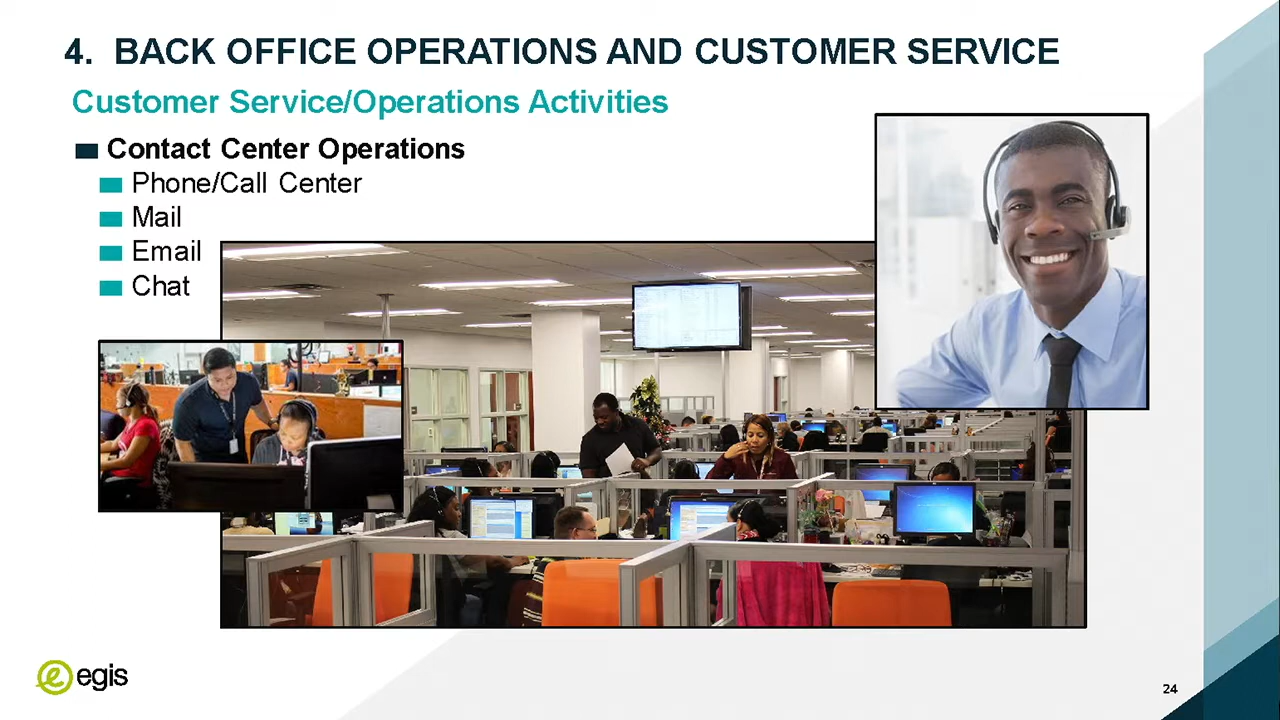 4. BACK OFFICE OPERATIONS AND CUSTOMER SERVICE
Customer Service/Operations Activities
Contact Center Operations
Phone/Call Center
Mail
Email
Chat
egis
24